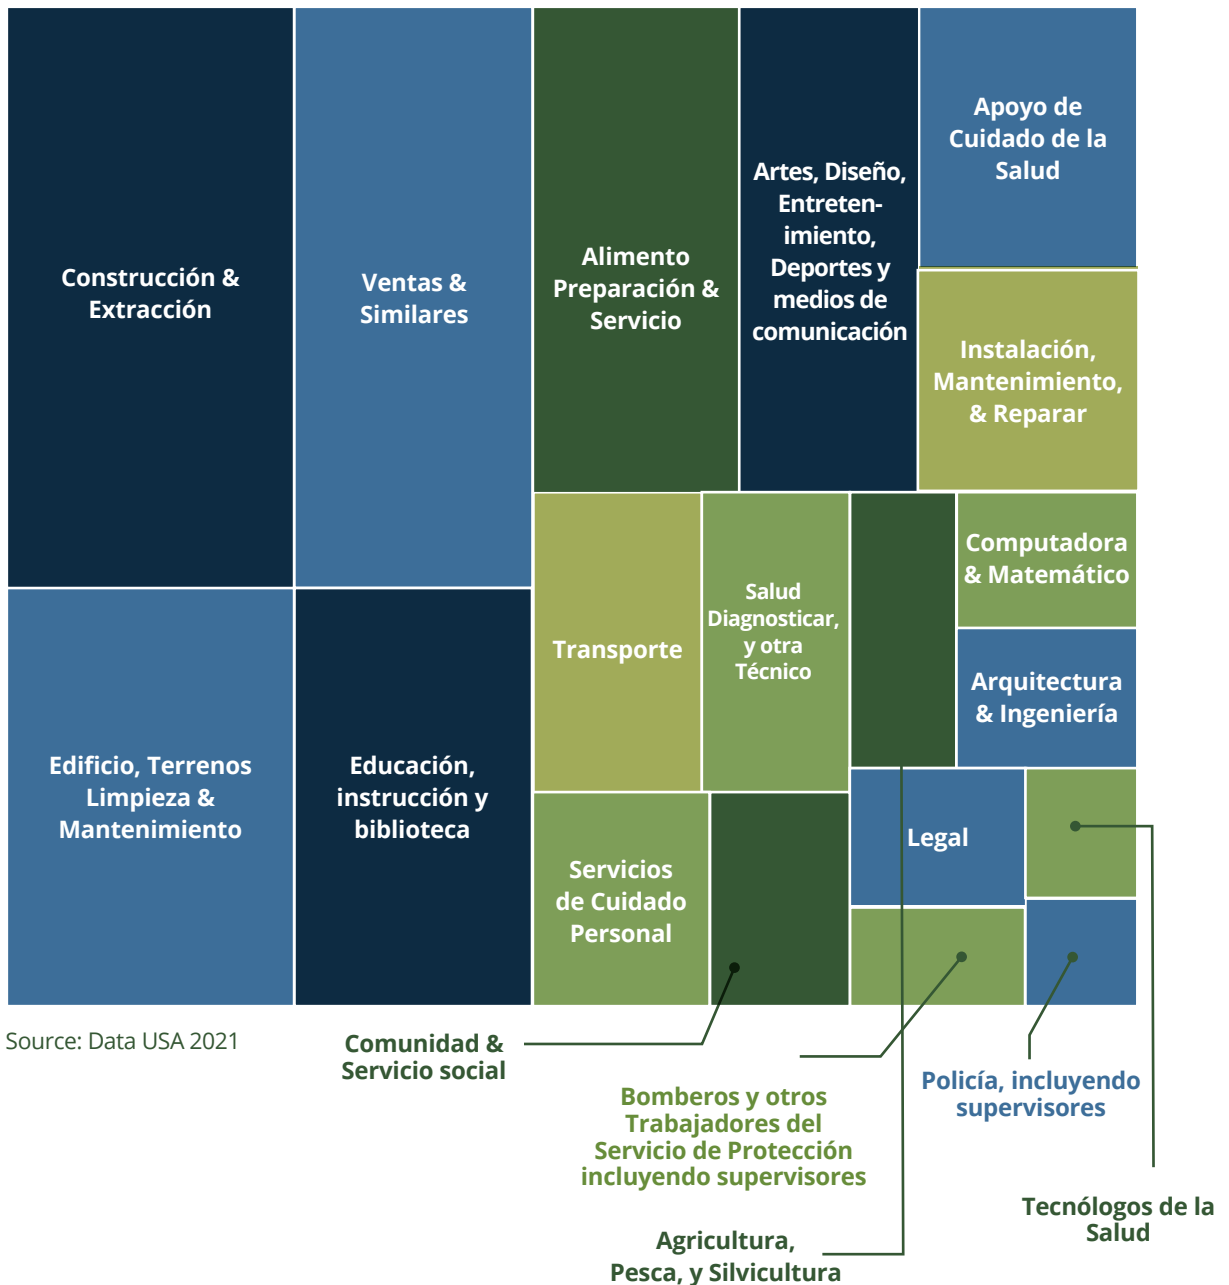 Construcción &
Extracción
Ventas &
Similares
Alimento
Preparación &
Servicio
Artes, Diseño,
Entreten-
imiento,
Deportes y
medios de
comunicación
Apoyo de
Cuidado de la
Salud
Instalación,
Mantenimiento,
& Reparar
Computadora
& Matemático
Salud
Diagnosticar,
y otra
Técnico
Transporte
Arquitectura
& Ingeniería
Edificio, Terrenos
Limpieza &
Mantenimiento
Educación,
instrucción y
biblioteca
Legal
Servicios
de Cuidado
Personal
Source: Data USA 2021
Comunidad &
Servicio social
Bomberos y otros
Trabajadores del
Servicio de Protección
incluyendo supervisores
Policía, incluyendo
supervisores
Tecnólogos de la
Salud
Agricultura,
Pesca, y Silvicultura